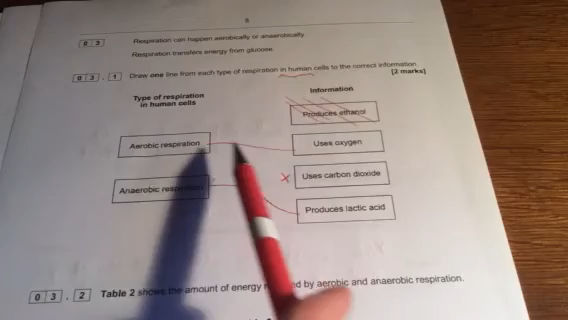 8
0 3
Respiration can happen aerobically or anaerobically.
Respiration transfers energy from glucose.
0 3 . 1 Draw one line from each type of respiration in human cells to the correct information.
[2 marks]
Type of respiration
in human cells
Information
Produces ethanol
Aerobic respiration
Uses oxygen
Uses carbon dioxide
Anaerobic respiration
Produces lactic acid
0 3 . 2 Table 2 shows the amount of energy by aerobic and anaerobic respiration.